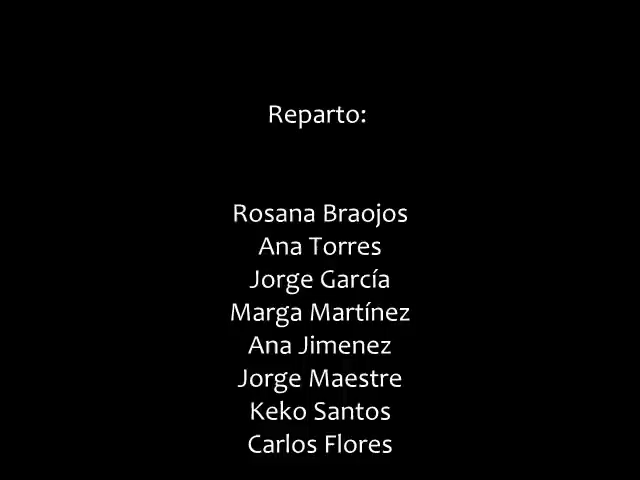 Reparto:
Rosana Braojos
Ana Torres
Jorge García
Marga Martínez
Ana Jimenez
Jorge Maestre
Keko Santos
Carlos Flores